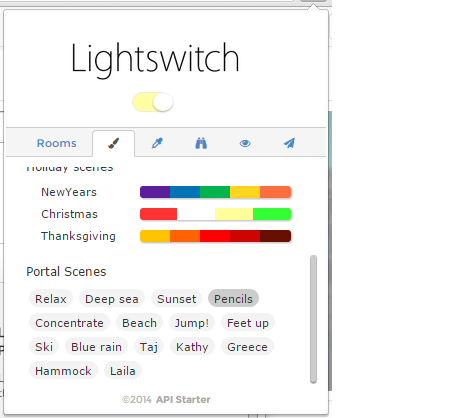 Lightswitch
Rooms
Holiday scenes
NewYears
Christmas
Thanksgiving
Portal Scenes
Relax Deep sea Sunset Pencils
Concentrate Beach Jump! Feet up
Ski Blue rain Taj Kathy Greece
Hammock Laila
©2014 API Starter